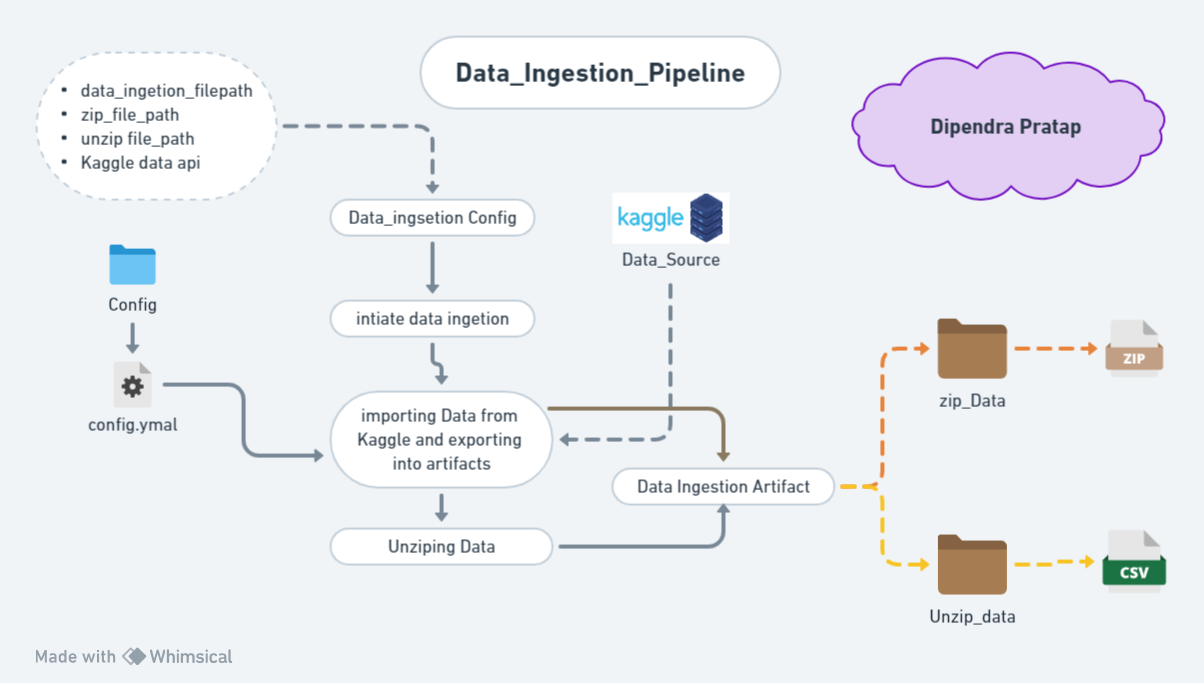 Data_Ingestion_Pipeline
• data_ingetion_filepath
• zip_file_path
• unzip file_path
• Kaggle data api
Dipendra Pratap
Data_ingsetion Config
kaggle
Data_Source
Config
intiate data ingetion
config.ymal
importing Data from
Kaggle and exporting
into artifacts
ZIP
zip_Data
Data Ingestion Artifact
Unziping Data
CSV
Unzip_data
Made with Whimsical